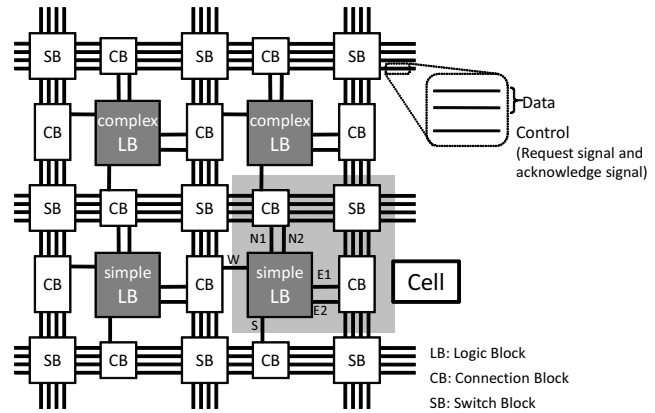 SB CB SB CB SB
Data
Control
(Request signal and
acknowledge signal)
CB complex LB CB complex LB CB
SB CB SB CB SB
N1 N2
W
CB simple LB CB simple LB E1 CB
E2
S
Cell
SB CB SB CB SB
LB: Logic Block
CB: Connection Block
SB: Switch Block